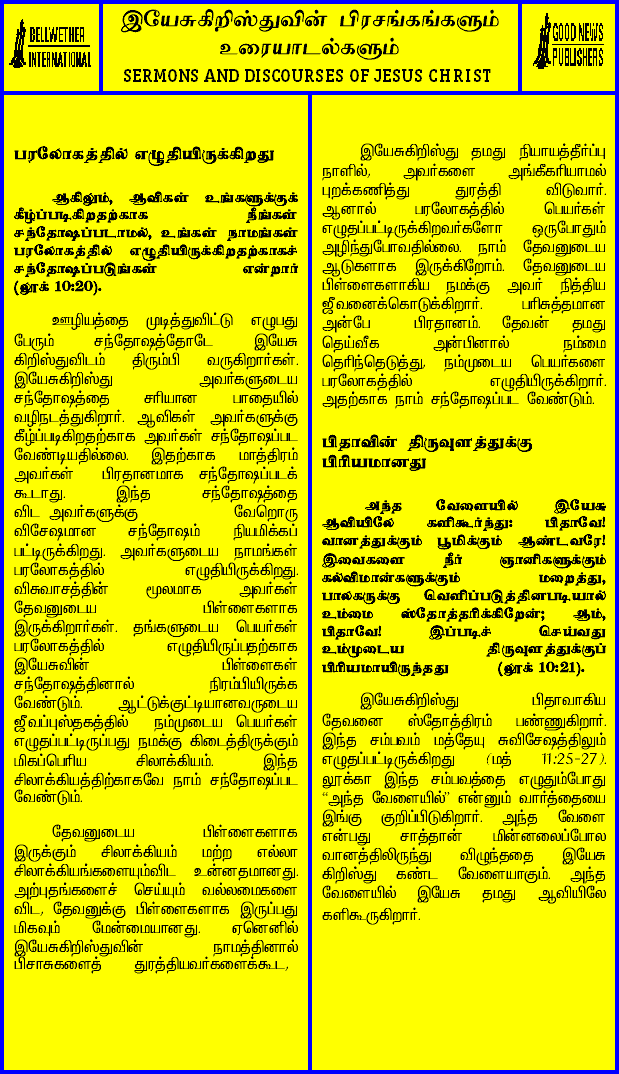 BELLWETHER
INTERNATIONAL
இயேசுகிறிஸ்துவின் பிரசங்கங்களும்
உரையாடல்களும்
SERMONS AND DISCOURSES OF JESUS CHRIST
GOOD NEWS
PUBLISHERS
பரலோகத்தில் எழுதியிருக்கிறது
ஆகிலும், ஆவிகள் உங்களுக்குக்
கீழ்ப்படிகிறதற்காக நீங்கள்
சந்தோஷப்படாமல், உங்கள் நாமங்கள்
பரலோகத்தில் எழுதியிருக்கிறதற்காகச்
சந்தோஷப்படுங்கள் என்றார்
(லூக் 10:20).
ஊழியத்தை முடித்துவிட்டு எழுபது
பேரும் சந்தோஷத்தோடே இயேசு
கிறிஸ்துவிடம் திரும்பி வருகிறார்கள்.
இயேசுகிறிஸ்து அவர்களுடைய
சந்தோஷத்தை சரியான பாதையில்
வழிநடத்துகிறார். ஆவிகள் அவர்களுக்கு
கீழ்ப்படிகிறதற்காக அவர்கள் சந்தோஷப்பட
வேண்டியதில்லை. இதற்காக மாத்திரம்
அவர்கள் பிரதானமாக சந்தோஷப்படக்
கூடாது. இந்த சந்தோஷத்தை
விட அவர்களுக்கு வேறொரு
விசேஷமான சந்தோஷம் நியமிக்கப்
பட்டிருக்கிறது. அவர்களுடைய நாமங்கள்
பரலோகத்தில் எழுதியிருக்கிறது.
விசுவாசத்தின் மூலமாக அவர்கள்
தேவனுடைய பிள்ளைகளாக
இருக்கிறார்கள். தங்களுடைய பெயர்கள்
பரலோகத்தில் எழுதியிருப்பதற்காக
இயேசுவின் பிள்ளைகள்
சந்தோஷத்தினால் நிரம்பியிருக்க
வேண்டும். ஆட்டுக்குட்டியானவருடைய
ஜீவப்புஸ்தகத்தில் நம்முடைய பெயர்கள்
எழுதப்பட்டிருப்பது நமக்கு கிடைத்திருக்கும்
மிகப்பெரிய சிலாக்கியம். இந்த
சிலாக்கியத்திற்காகவே நாம் சந்தோஷப்பட
வேண்டும்.
தேவனுடைய பிள்ளைகளாக
இருக்கும் சிலாக்கியம் மற்ற எல்லா
சிலாக்கியங்களையும்விட உன்னதமானது.
அற்புதங்களைச் செய்யும் வல்லமைகளை
விட, தேவனுக்கு பிள்ளைகளாக இருப்பது
மிகவும் மேன்மையானது. ஏனெனில்
இயேசுகிறிஸ்துவின் நாமத்தினால்
பிசாசுகளைத் துரத்தியவர்களைக்கூட,
இயேசுகிறிஸ்து தமது நியாயத்தீர்ப்பு
நாளில், அவர்களை அங்கீகரியாமல்
புறக்கணித்து துரத்தி விடுவார்.
ஆனால் பரலோகத்தில் பெயர்கள்
எழுதப்பட்டிருக்கிறவர்களோ ஒருபோதும்
அழிந்துபோவதில்லை. நாம் தேவனுடைய
ஆடுகளாக இருக்கிறோம். தேவனுடைய
பிள்ளைகளாகிய நமக்கு அவர் நித்திய
ஜீவனைக்கொடுக்கிறார். பரிசுத்தமான
அன்பே பிரதானம். தேவன் தமது
தெய்வீக அன்பினால் நம்மை
தெரிந்தெடுத்து, நம்முடைய பெயர்களை
பரலோகத்தில் எழுதியிருக்கிறார்.
அதற்காக நாம் சந்தோஷப்பட வேண்டும்.
பிதாவின் திருவுளத்துக்கு
பிரியமானது
அந்த வேளையில் இயேசு
ஆவியிலே களிகூர்ந்து: பிதாவே!
வானத்துக்கும் பூமிக்கும் ஆண்டவரே!
இவைகளை நீர் ஞானிகளுக்கும்
கல்விமான்களுக்கும் மறைத்து,
பாலகருக்கு வெளிப்படுத்தினபடியால்
உம்மை ஸ்தோத்தரிக்கிறேன்; ஆம்,
பிதாவே! இப்படிச் செய்வது
உம்முடைய திருவுளத்துக்குப்
பிரியமாயிருந்தது (லூக் 10:21).
இயேசுகிறிஸ்து பிதாவாகிய
தேவனை ஸ்தோத்திரம் பண்ணுகிறார்.
இந்த சம்பவம் மத்தேயு சுவிசேஷத்திலும்
எழுதப்பட்டிருக்கிறது (மத் 11:25-27).
லூக்கா இந்த சம்பவத்தை எழுதும்போது
“அந்த வேளையில்” என்னும் வார்த்தையை
இங்கு குறிப்பிடுகிறார். அந்த வேளை
என்பது சாத்தான் மின்னலைப்போல
வானத்திலிருந்து விழுந்ததை இயேசு
கிறிஸ்து கண்ட வேளையாகும். அந்த
வேளையில் இயேசு தமது ஆவியிலே
களிகூருகிறார்.